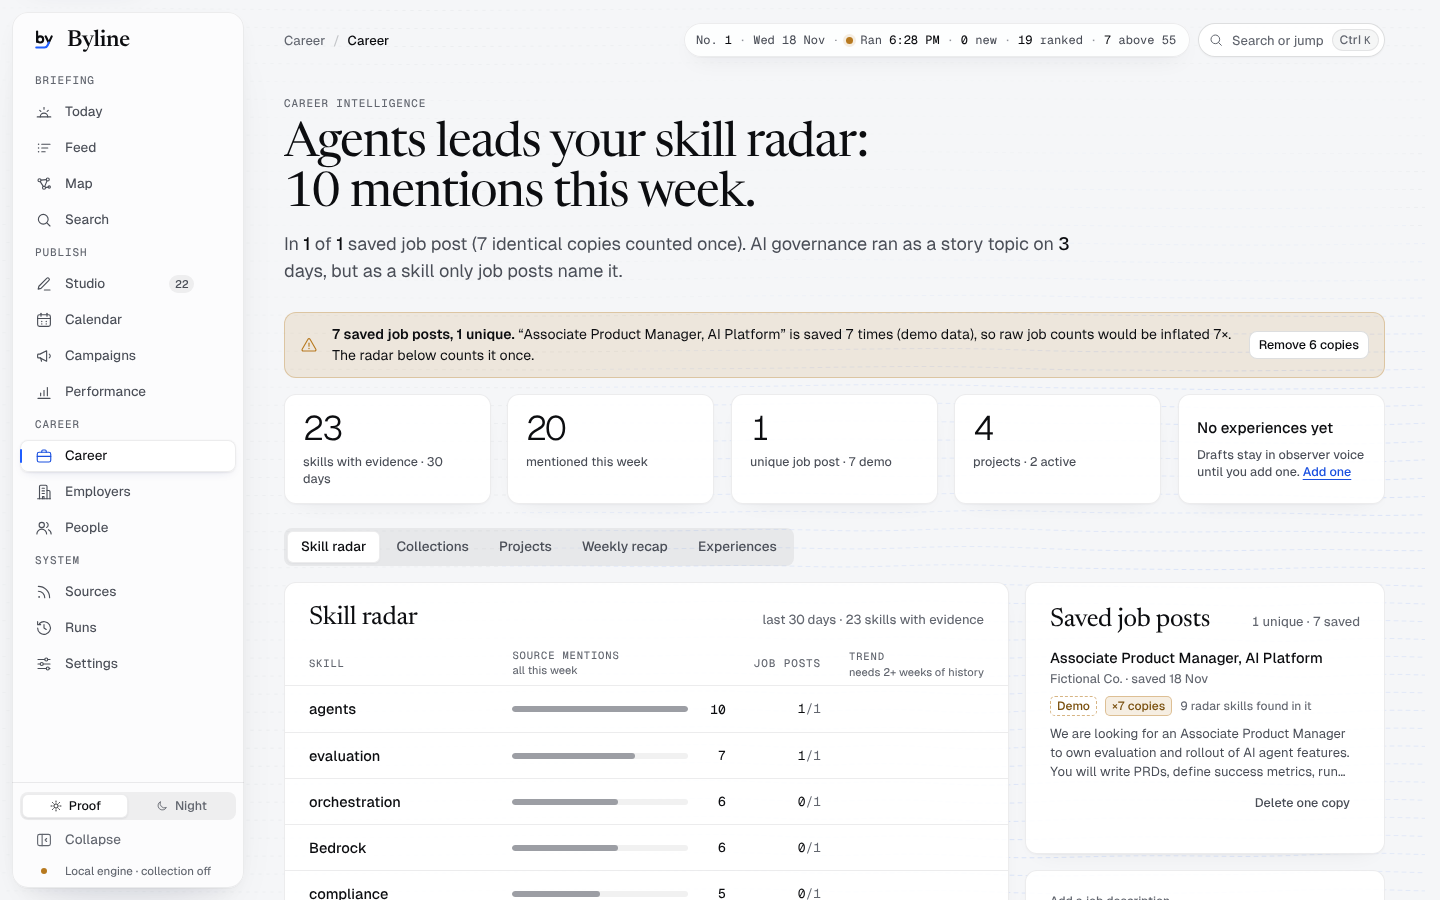 by Byline
BRIEFING
Today
Feed
Map
Search
PUBLISH
Studio 22
Calendar
Campaigns
Performance
CAREER
Career
Employers
People
SYSTEM
Sources
Runs
Settings
Proof Night
Collapse
Local engine · collection off
Career / Career
No. 1 · Wed 18 Nov · Ran 6:28 PM · 0 new · 19 ranked · 7 above 55
Search or jump Ctrl K
CAREER INTELLIGENCE
Agents leads your skill radar:
10 mentions this week.
In 1 of 1 saved job post (7 identical copies counted once). AI governance ran as a story topic on 3
days, but as a skill only job posts name it.
7 saved job posts, 1 unique. “Associate Product Manager, AI Platform” is saved 7 times (demo data), so raw job counts would be inflated 7×.
The radar below counts it once.
Remove 6 copies
23
skills with evidence · 30
days
20
mentioned this week
1
unique job post · 7 demo
4
projects · 2 active
No experiences yet
Drafts stay in observer voice
until you add one. Add one
Skill radar Collections Projects Weekly recap Experiences
Skill radar
last 30 days · 23 skills with evidence
SKILL SOURCE MENTIONS JOB POSTS TREND
all this week needs 2+ weeks of history
agents 10 1/1
evaluation 7 1/1
orchestration 6 0/1
Bedrock 6 0/1
compliance 5 0/1
Saved job posts 1 unique · 7 saved
Associate Product Manager, AI Platform
Fictional Co. · saved 18 Nov
Demo ×7 copies 9 radar skills found in it
We are looking for an Associate Product Manager
to own evaluation and rollout of AI agent features.
You will write PRDs, define success metrics, run…
Delete one copy
Add a job description